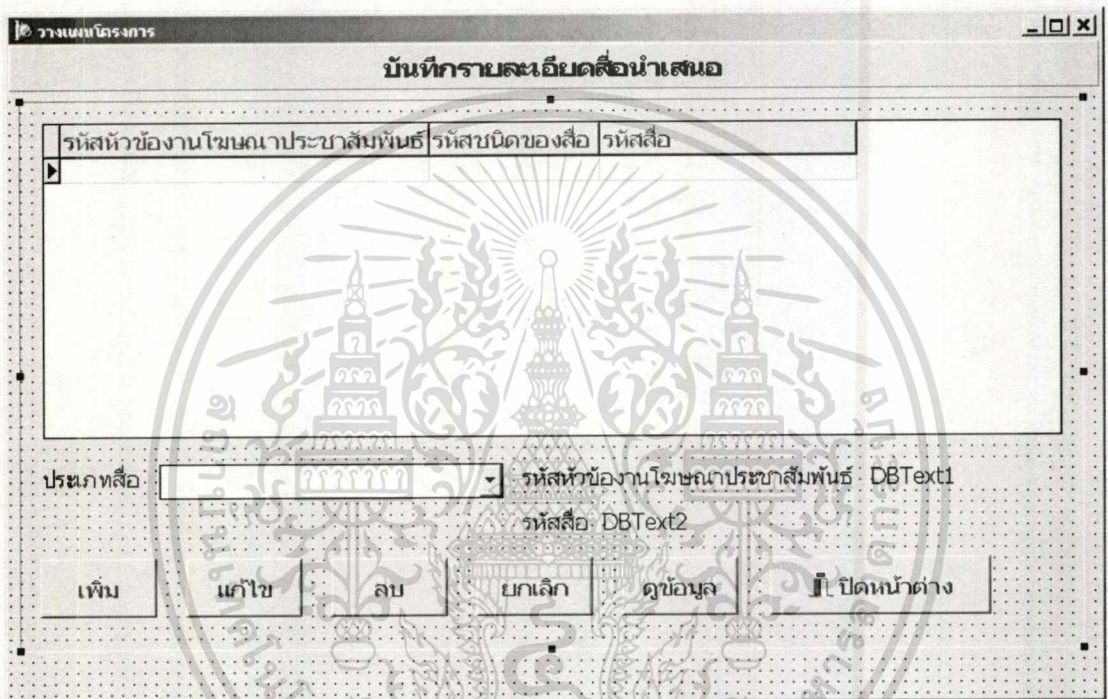 วางแผนโครงการ
บันทึกรายละเอียดสื่อนำเสนอ
รหัสหัวข้องานโฆษณาประชาสัมพันธ์ รหัสชนิดของสื่อ รหัสสื่อ
ประเภทสื่อ รหัสหัวข้องานโฆษณาประชาสัมพันธ์ DBText1
รหัสสื่อ DBText2
เพิ่ม แก้ไข ลบ ยกเลิก ดูข้อมูล ปิดหน้าต่าง